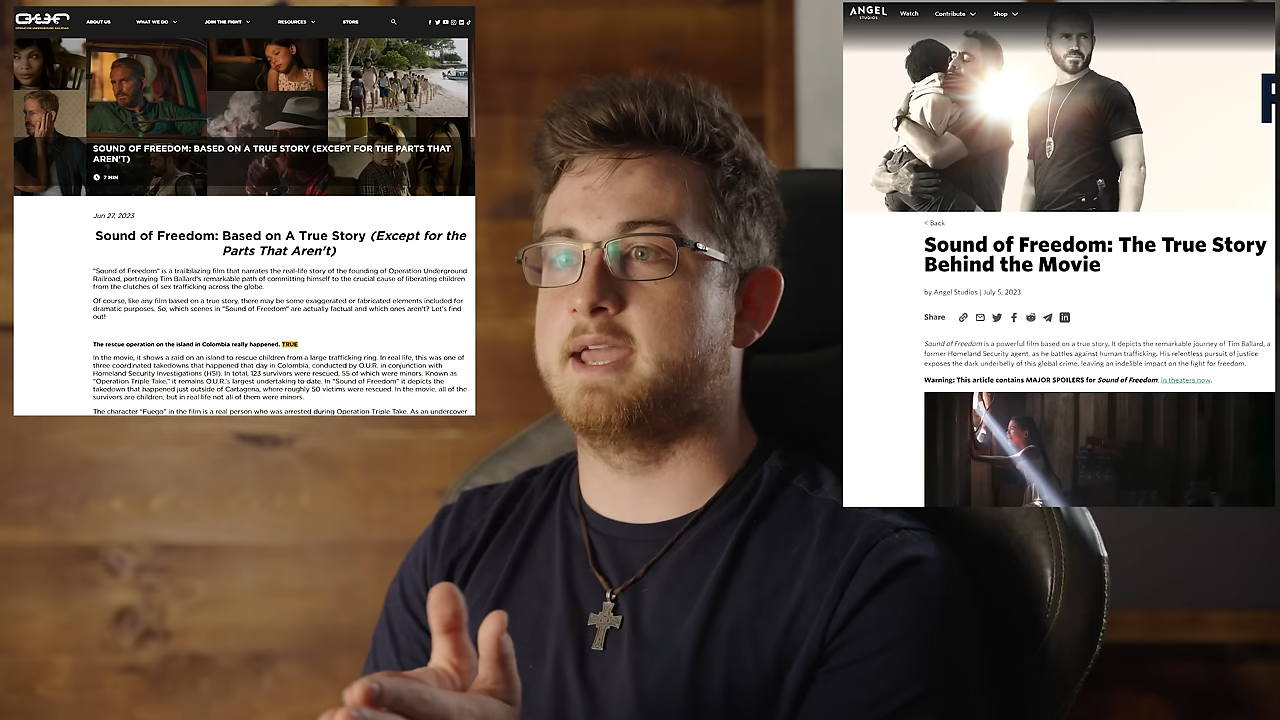 OUR
OPERATION UNDERGROUND RAILROAD
ABOUT US
WHAT WE DO
JOIN THE FIGHT
RESOURCES
STORE
SOUND OF FREEDOM: BASED ON A TRUE STORY (EXCEPT FOR THE PARTS THAT
AREN'T)
7 MIN
Jun 27, 2023
Sound of Freedom: Based on A True Story (Except for the
Parts That Aren't)
"Sound of Freedom" is a trailblazing film that narrates the real-life story of the founding of Operation Underground
Railroad, portraying Tim Ballard's remarkable path of committing himself to the crucial cause of liberating children
from the clutches of sex trafficking across the globe.
Of course, like any film based on a true story, there may be some exaggerated or fabricated elements included for
dramatic purposes. So, which scenes in "Sound of Freedom" are actually factual and which ones aren't? Let's find
out!
The rescue operation on the island in Colombia really happened. TRUE
In the movie, it shows a raid on an island to rescue children from a large trafficking ring. In real life, this was one of
three coordinated takedowns that happened that day in Colombia, conducted by O.U.R. in conjunction with
Homeland Security Investigations (HSI). In total, 123 survivors were rescued, 55 of which were minors. Known as
"Operation Triple Take," it remains O.U.R.'s largest undertaking to date. In "Sound of Freedom" it depicts the
takedown that happened just outside of Cartagena, where roughly 50 victims were rescued. In the movie, all of the
survivors are children, but in real life not all of them were minors.
The character "Fuego" in the film is a real person who was arrested during Operation Triple Take. As an undercover
ANGEL
STUDIOS
Watch
Contribute
Shop
< Back
Sound of Freedom: The True Story
Behind the Movie
by Angel Studios | July 5, 2023
Share
Sound of Freedom is a powerful film based on a true story. It depicts the remarkable journey of Tim Ballard, a
former Homeland Security agent, as he battles against human trafficking. His relentless pursuit of justice
exposes the dark underbelly of this global crime, leaving an indelible impact on the fight for freedom.
Warning: This article contains MAJOR SPOILERS for Sound of Freedom, in theaters now.